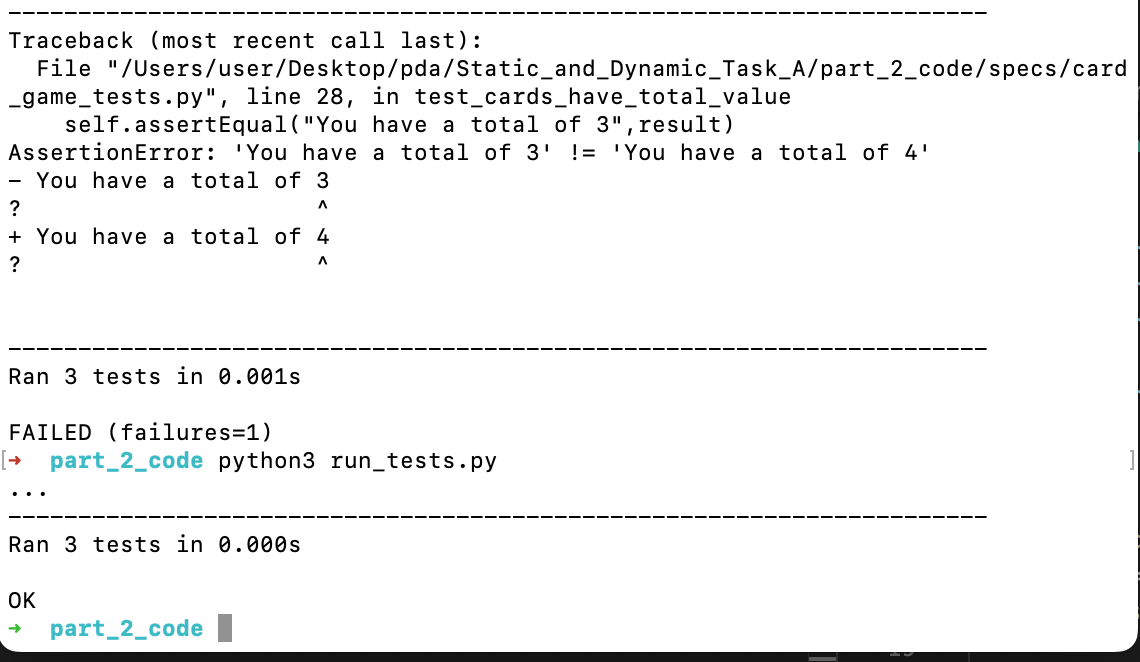 ----------------------------------------------------------------------
Traceback (most recent call last):
  File "/Users/user/Desktop/pda/Static_and_Dynamic_Task_A/part_2_code/specs/card
_game_tests.py", line 28, in test_cards_have_total_value
    self.assertEqual("You have a total of 3",result)
AssertionError: 'You have a total of 3' != 'You have a total of 4'
- You have a total of 3
?                     ^
+ You have a total of 4
?                     ^
----------------------------------------------------------------------
Ran 3 tests in 0.001s
FAILED (failures=1)
[➜  part_2_code python3 run_tests.py ]
...
----------------------------------------------------------------------
Ran 3 tests in 0.000s
OK
➜  part_2_code